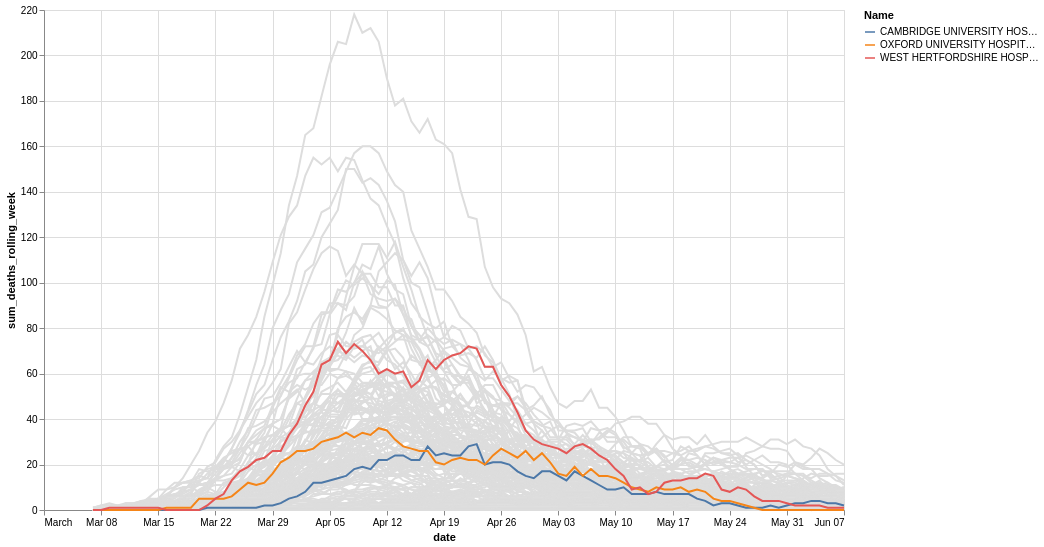 220
200
180
160
140
120
100
80
60
40
20
0
sum_deaths_rolling_week
March
Mar 08
Mar 15
Mar 22
Mar 29
Apr 05
Apr 12
Apr 19
Apr 26
May 03
May 10
May 17
May 24
May 31
Jun 07
date
Name
CAMBRIDGE UNIVERSITY HOS…
OXFORD UNIVERSITY HOSPIT…
WEST HERTFORDSHIRE HOSP…